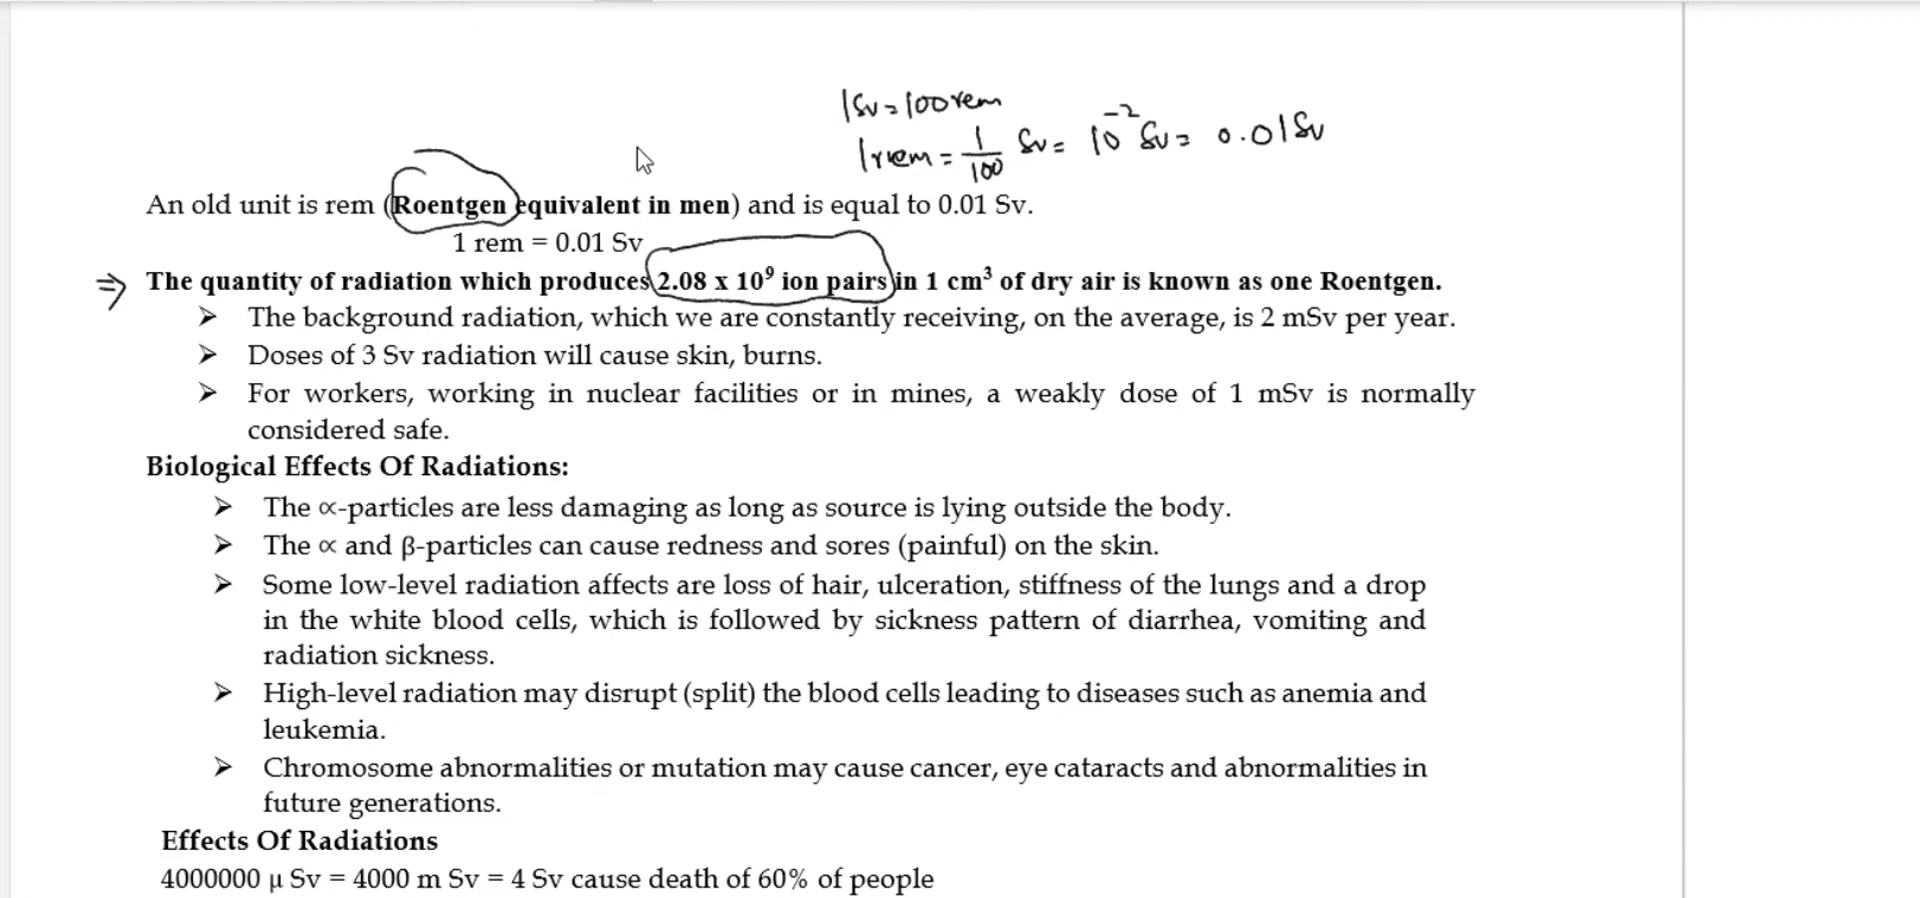 1Sv = 100rem
1rem = 1/100 Sv = 10⁻² Sv = 0.01Sv
An old unit is rem (Roentgen equivalent in men) and is equal to 0.01 Sv.
1 rem = 0.01 Sv
⇒ The quantity of radiation which produces 2.08 x 10⁹ ion pairs in 1 cm³ of dry air is known as one Roentgen.
➢ The background radiation, which we are constantly receiving, on the average, is 2 mSv per year.
➢ Doses of 3 Sv radiation will cause skin, burns.
➢ For workers, working in nuclear facilities or in mines, a weakly dose of 1 mSv is normally
considered safe.
Biological Effects Of Radiations:
➢ The ∝-particles are less damaging as long as source is lying outside the body.
➢ The ∝ and β-particles can cause redness and sores (painful) on the skin.
➢ Some low-level radiation affects are loss of hair, ulceration, stiffness of the lungs and a drop
in the white blood cells, which is followed by sickness pattern of diarrhea, vomiting and
radiation sickness.
➢ High-level radiation may disrupt (split) the blood cells leading to diseases such as anemia and
leukemia.
➢ Chromosome abnormalities or mutation may cause cancer, eye cataracts and abnormalities in
future generations.
Effects Of Radiations
4000000 μ Sv = 4000 m Sv = 4 Sv cause death of 60% of people